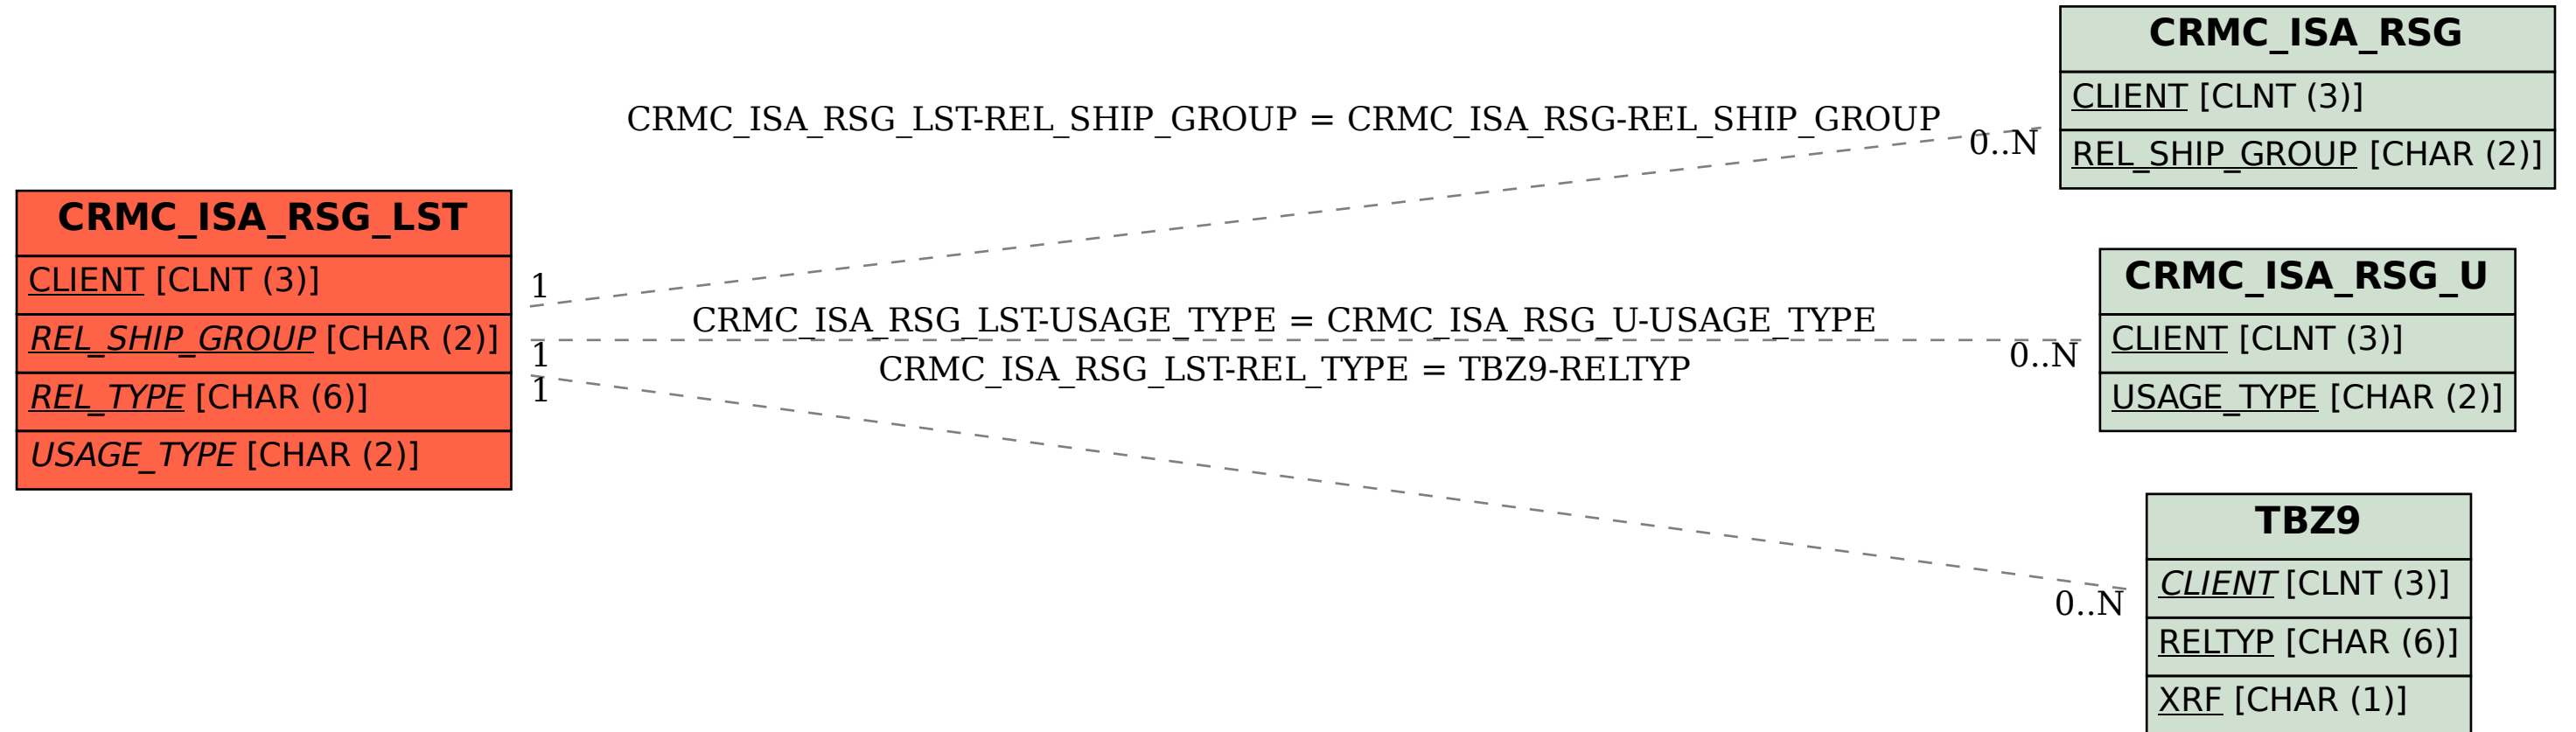 CRMC_ISA_RSG_LST
CLIENT [CLNT (3)]
REL_SHIP_GROUP [CHAR (2)]
REL_TYPE [CHAR (6)]
USAGE_TYPE [CHAR (2)]
CRMC_ISA_RSG_LST-REL_SHIP_GROUP = CRMC_ISA_RSG-REL_SHIP_GROUP
1
0..N
CRMC_ISA_RSG_LST-USAGE_TYPE = CRMC_ISA_RSG_U-USAGE_TYPE
1
0..N
CRMC_ISA_RSG_LST-REL_TYPE = TBZ9-RELTYP
1
0..N
CRMC_ISA_RSG
CLIENT [CLNT (3)]
REL_SHIP_GROUP [CHAR (2)]
CRMC_ISA_RSG_U
CLIENT [CLNT (3)]
USAGE_TYPE [CHAR (2)]
TBZ9
CLIENT [CLNT (3)]
RELTYP [CHAR (6)]
XRF [CHAR (1)]